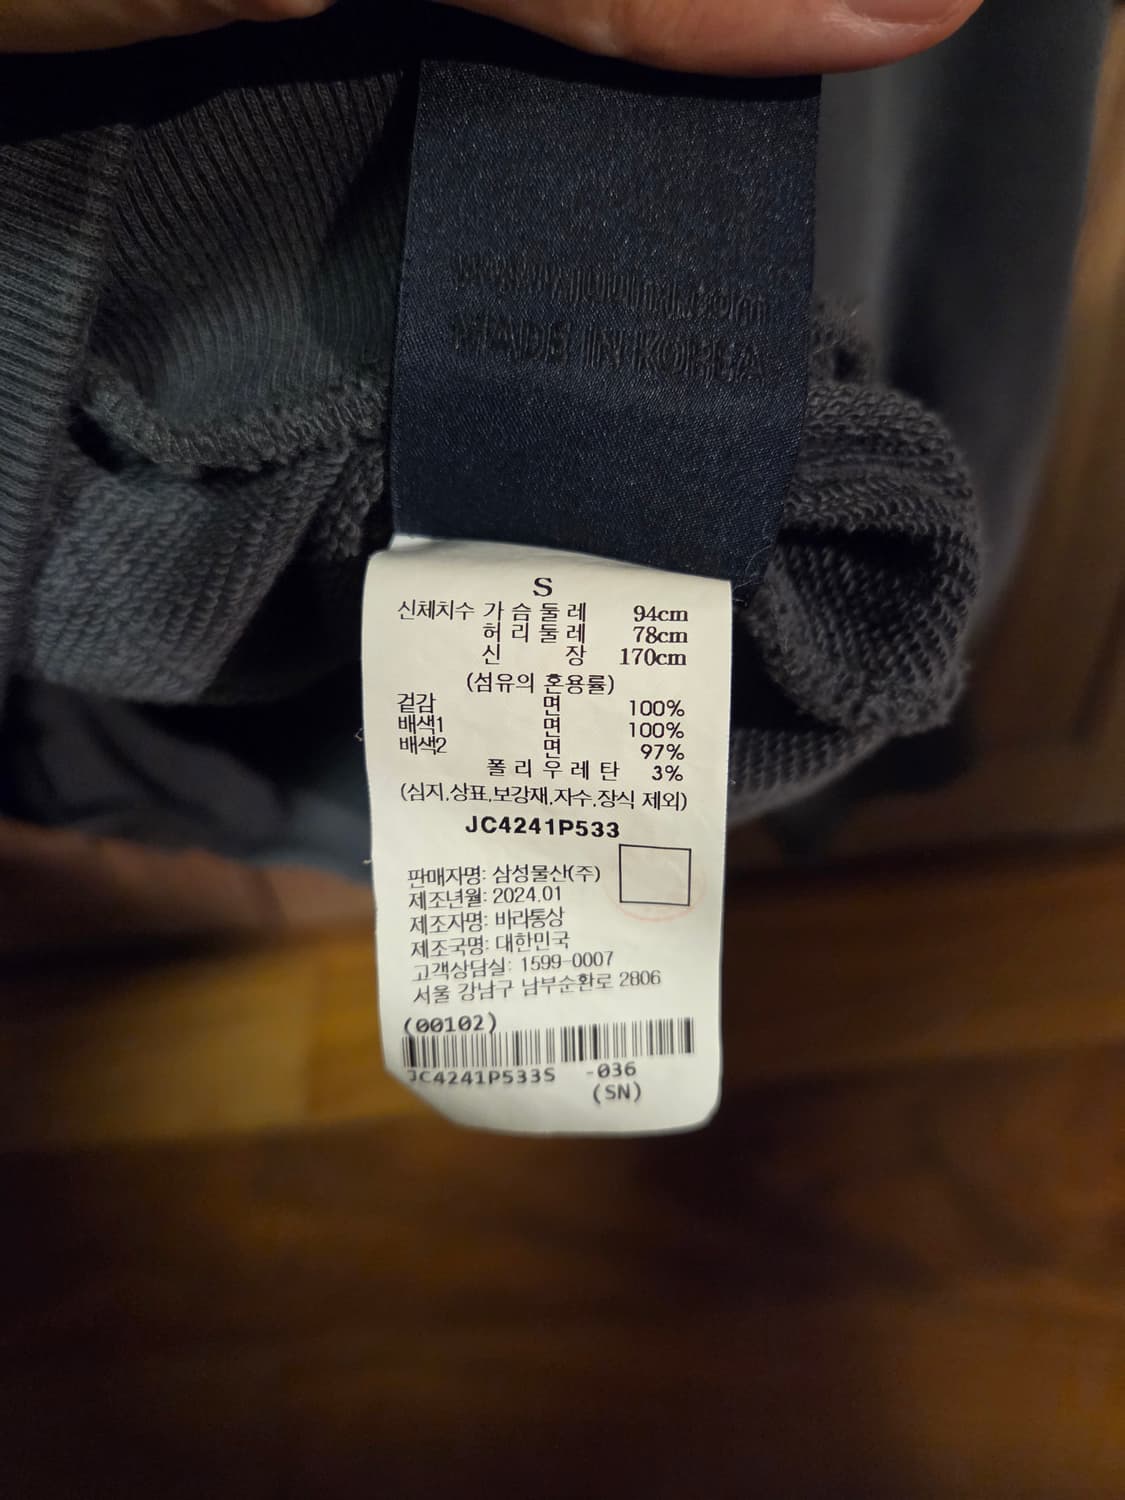 MADE IN KOREA
S
신체치수 가슴둘레 94cm
허리둘레 78cm
신 장 170cm
(섬유의 혼용률)
겉감 면 100%
배색1 면 100%
배색2 면 97%
폴리우레탄 3%
(심지,상표,보강재,자수,장식 제외)
JC4241P533
판매자명: 삼성물산(주)
제조년월: 2024.01
제조자명: 바라통상
제조국명: 대한민국
고객상담실: 1599-0007
서울 강남구 남부순환로 2806
(00102)
JC4241P533S -036
(SN)